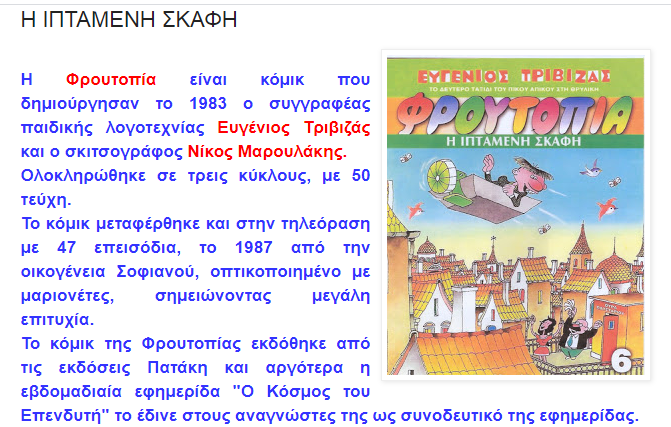 Η ΙΠΤΑΜΕΝΗ ΣΚΑΦΗ
Η Φρουτοπία είναι κόμικ που
δημιούργησαν το 1983 ο συγγραφέας
παιδικής λογοτεχνίας Ευγένιος Τριβιζάς
και ο σκιτσογράφος Νίκος Μαρουλάκης.
Ολοκληρώθηκε σε τρεις κύκλους, με 50
τεύχη.
Το κόμικ μεταφέρθηκε και στην τηλεόραση
με 47 επεισόδια, το 1987 από την
οικογένεια Σοφιανού, οπτικοποιημένο με
μαριονέτες, σημειώνοντας μεγάλη
επιτυχία.
Το κόμικ της Φρουτοπίας εκδόθηκε από
τις εκδόσεις Πατάκη και αργότερα η
εβδομαδιαία εφημερίδα "Ο Κόσμος του
Επενδυτή" το έδινε στους αναγνώστες της ως συνοδευτικό της εφημερίδας.
ΕΥΓΕΝΙΟΣ ΤΡΙΒΙΖΑΣ
ΤΟ ΔΕΥΤΕΡΟ ΤΑΞΙΔΙ ΤΟΥ ΠΙΚΟΥ ΑΠΙΚΟΥ ΣΤΗ ΘΡΥΛΙΚΗ
ΦΡΟΥΤΟΠΙΑ
Η ΙΠΤΑΜΕΝΗ ΣΚΑΦΗ
6